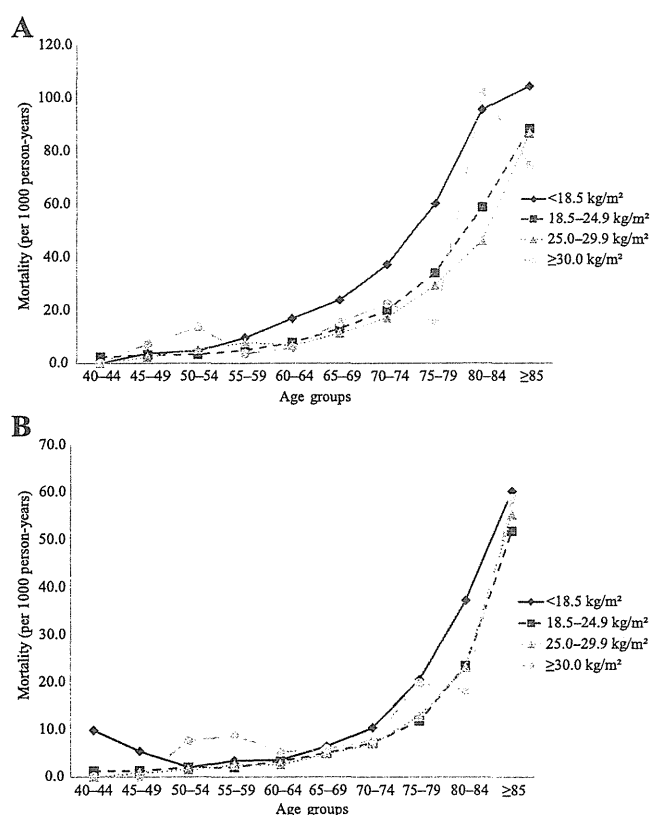 A
120.0
100.0
80.0
60.0
40.0
20.0
0.0
Mortality (per 1000 person-years)
40–44 45–49 50–54 55–59 60–64 65–69 70–74 75–79 80–84 ≥85
Age groups
<18.5 kg/m²
18.5–24.9 kg/m²
25.0–29.9 kg/m²
≥30.0 kg/m²
B
70.0
60.0
50.0
40.0
30.0
20.0
10.0
0.0
Mortality (per 1000 person-years)
40–44 45–49 50–54 55–59 60–64 65–69 70–74 75–79 80–84 ≥85
Age groups
<18.5 kg/m²
18.5–24.9 kg/m²
25.0–29.9 kg/m²
≥30.0 kg/m²